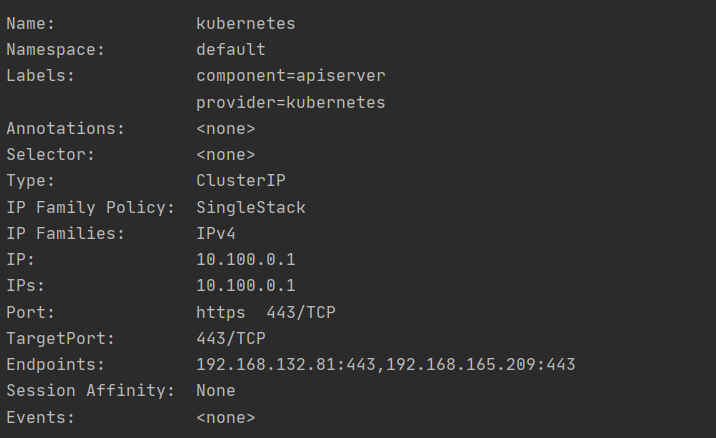 Name:              kubernetes
Namespace:         default
Labels:            component=apiserver
                   provider=kubernetes
Annotations:       <none>
Selector:          <none>
Type:              ClusterIP
IP Family Policy:  SingleStack
IP Families:       IPv4
IP:                10.100.0.1
IPs:               10.100.0.1
Port:              https  443/TCP
TargetPort:        443/TCP
Endpoints:         192.168.132.81:443,192.168.165.209:443
Session Affinity:  None
Events:            <none>